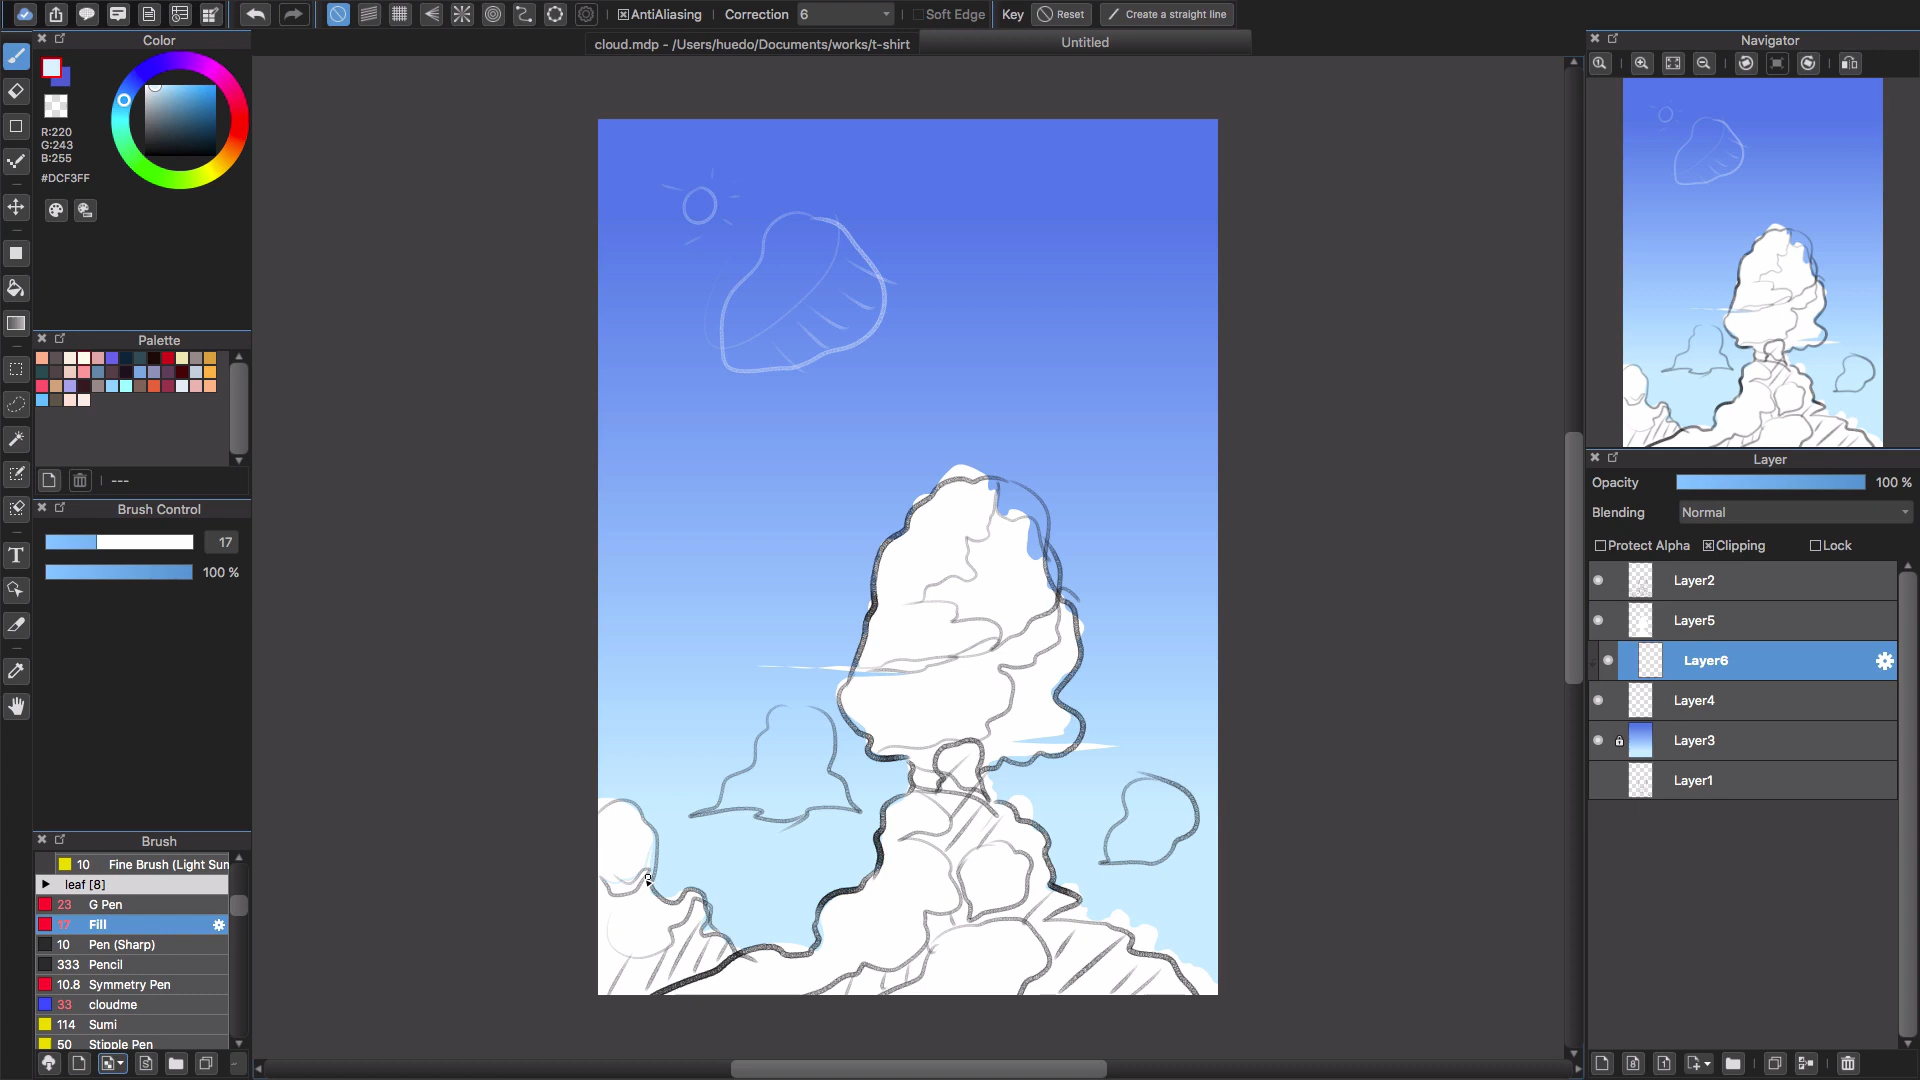 AntiAliasing
Correction 6
Soft Edge
Key
Reset
Create a straight line
cloud.mdp - /Users/huedo/Documents/works/t-shirt
Untitled
Color
R:220
G:243
B:255
#DCF3FF
Palette
---
Brush Control
17
100 %
Brush
10 Fine Brush (Light Sun
leaf [8]
23 G Pen
17 Fill
10 Pen (Sharp)
333 Pencil
10.8 Symmetry Pen
33 cloudme
114 Sumi
50 Stipple Pen
T
Navigator
Layer
Opacity 100 %
Blending Normal
Protect Alpha Clipping Lock
Layer2
Layer5
Layer6
Layer4
Layer3
Layer1